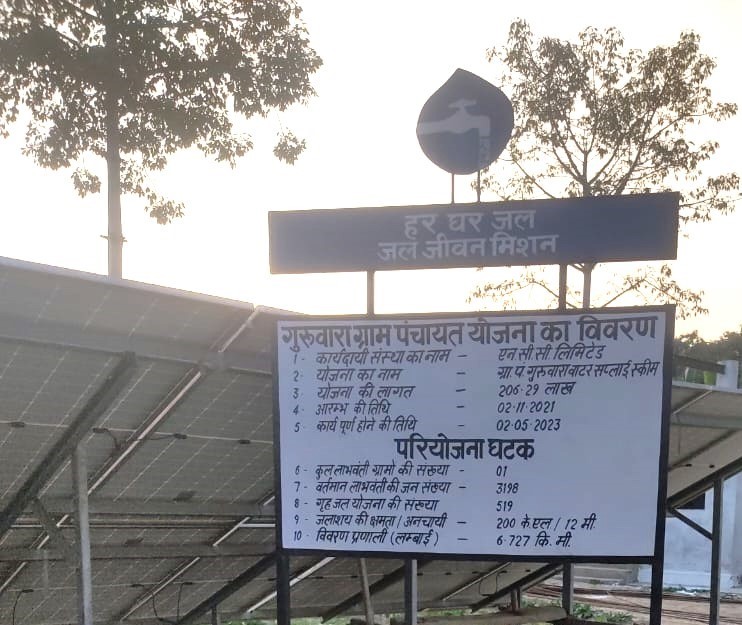 हर घर जल
जल जीवन मिशन
गुरुवारा ग्राम पंचायत योजना का विवरण
1 - कार्यदायी संस्था का नाम - एन.सी.सी लिमिटेड
2 - योजना का नाम - ग्रा.पं. गुरुवारा वाटर सप्लाई स्कीम
3 - योजना की लागत - 206.29 लाख
4 - आरम्भ की तिथि - 02.11.2021
5 - कार्य पूर्ण होने की तिथि - 02.05.2023
परियोजना घटक
6 - कुल लाभवंती ग्रामो की संख्या - 01
7 - वर्तमान लाभवंती की जन संख्या - 3198
8 - गृह जल योजना की संख्या - 519
9 - जलाशय की क्षमता / अनचायी - 200 के.एल / 12 मी.
10 - विवरण प्रणाली (लम्बाई) - 6.727 कि. मी.